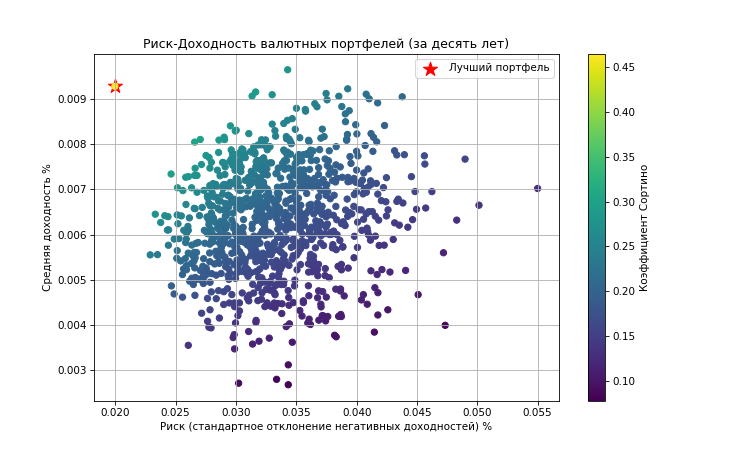 Риск-Доходность валютных портфелей (за десять лет)
Лучший портфель
Средняя доходность %
0.009
0.008
0.007
0.006
0.005
0.004
0.003
0.020 0.025 0.030 0.035 0.040 0.045 0.050 0.055
Риск (стандартное отклонение негативных доходностей) %
0.45
0.40
0.35
0.30
0.25
0.20
0.15
0.10
Коэффициент Сортино